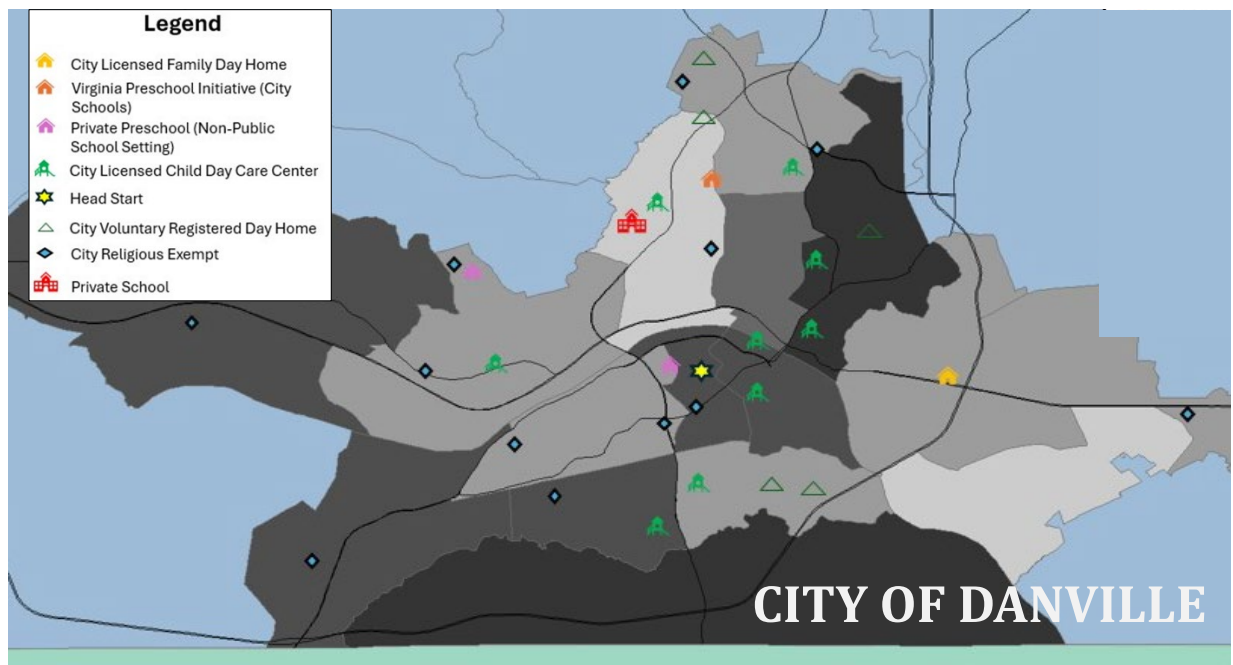 Legend
City Licensed Family Day Home
Virginia Preschool Initiative (City
Schools)
Private Preschool (Non-Public
School Setting)
City Licensed Child Day Care Center
Head Start
City Voluntary Registered Day Home
City Religious Exempt
Private School
CITY OF DANVILLE